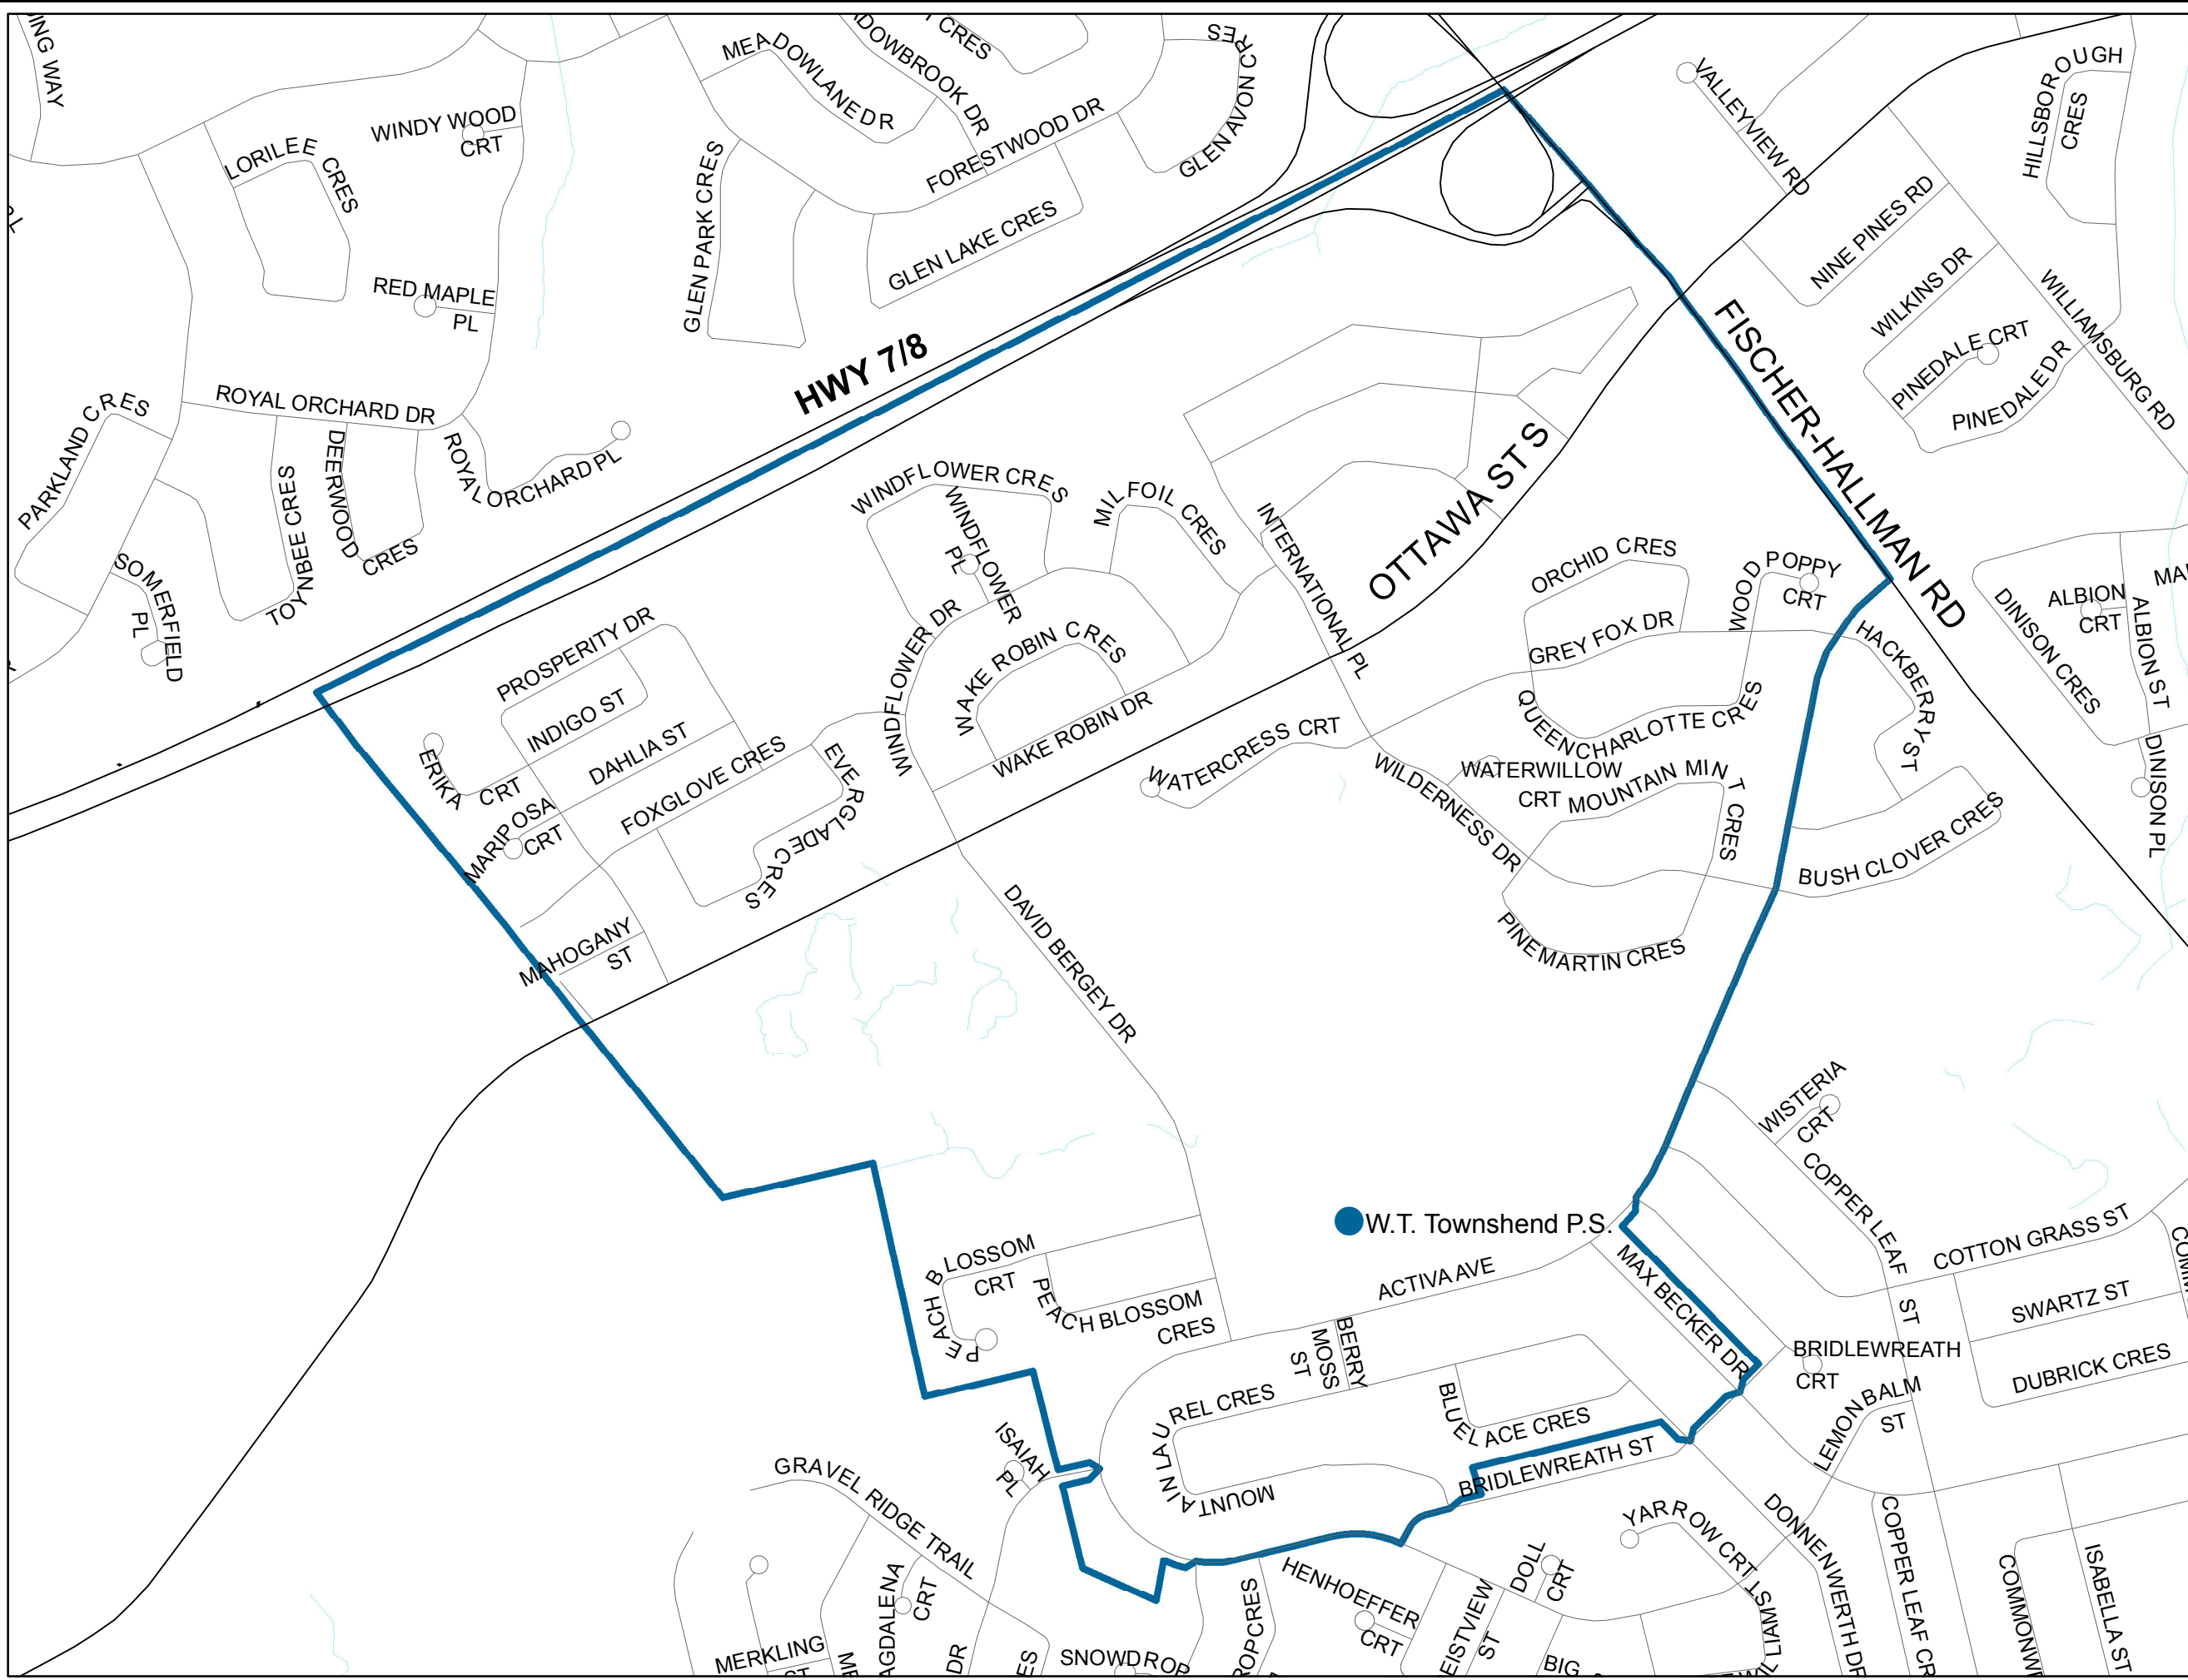 WINDY WOOD
CRT
LORILEE CRES
RED MAPLE
PL
MEADOWLANE DR
FORESTWOOD DR
GLEN AVON CRES
GLEN PARK CRES
GLEN LAKE CRES
VALLEYVIEW RD
HILLSBOROUGH
CRES
NINE PINES RD
WILKINS DR
WILLIAMSBURG RD
PINEDALE CRT
PINEDALE DR
HWY 7/8
FISCHER-HALLMAN RD
OTTAWA ST S
PARKLAND CRES
ROYAL ORCHARD DR
ROYAL ORCHARD PL
DEERWOOD
CRES
TOYNBEE CRES
SOMERFIELD
PL
WINDFLOWER CRES
WINDFLOWER
PL
MILFOIL CRES
INTERNATIONAL PL
ORCHID CRES
WOOD POPPY
CRT
GREY FOX DR
HACKBERRY ST
DINISON CRES
ALBION
CRT
ALBION ST
DINISON PL
PROSPERITY DR
INDIGO ST
DAHLIA ST
ERIKA
CRT
MARIPOSA
CRT
FOXGLOVE CRES
EVERGLADE CRES
WINDFLOWER DR
WAKE ROBIN CRES
WAKE ROBIN DR
WATERCRESS CRT
QUEEN CHARLOTTE CRES
WATERWILLOW
CRT
MOUNTAIN MINT CRES
WILDERNESS DR
BUSH CLOVER CRES
PINE MARTIN CRES
MAHOGANY
ST
DAVID BERGEY DR
WISTERIA
CRT
COPPER LEAF ST
COTTON GRASS ST
SWARTZ ST
DUBRICK CRES
W.T. Townshend P.S.
ACTIVA AVE
MAX BECKER DR
PEACH BLOSSOM
CRT
PEACH BLOSSOM
CRES
BERRY
MOSS
ST
BRIDLEWREATH
CRT
LEMON BALM
ST
MOUNTAIN LAUREL CRES
BLUE LACE CRES
BRIDLEWREATH ST
ISAIAH
PL
GRAVEL RIDGE TRAIL
YARROW CRT
DONNENWERTH DR
HENHOEFFER
CRT
DOLL
CRT
COPPER LEAF CR
ISABELLA ST
MERKLING
SNOWDROP
BIG